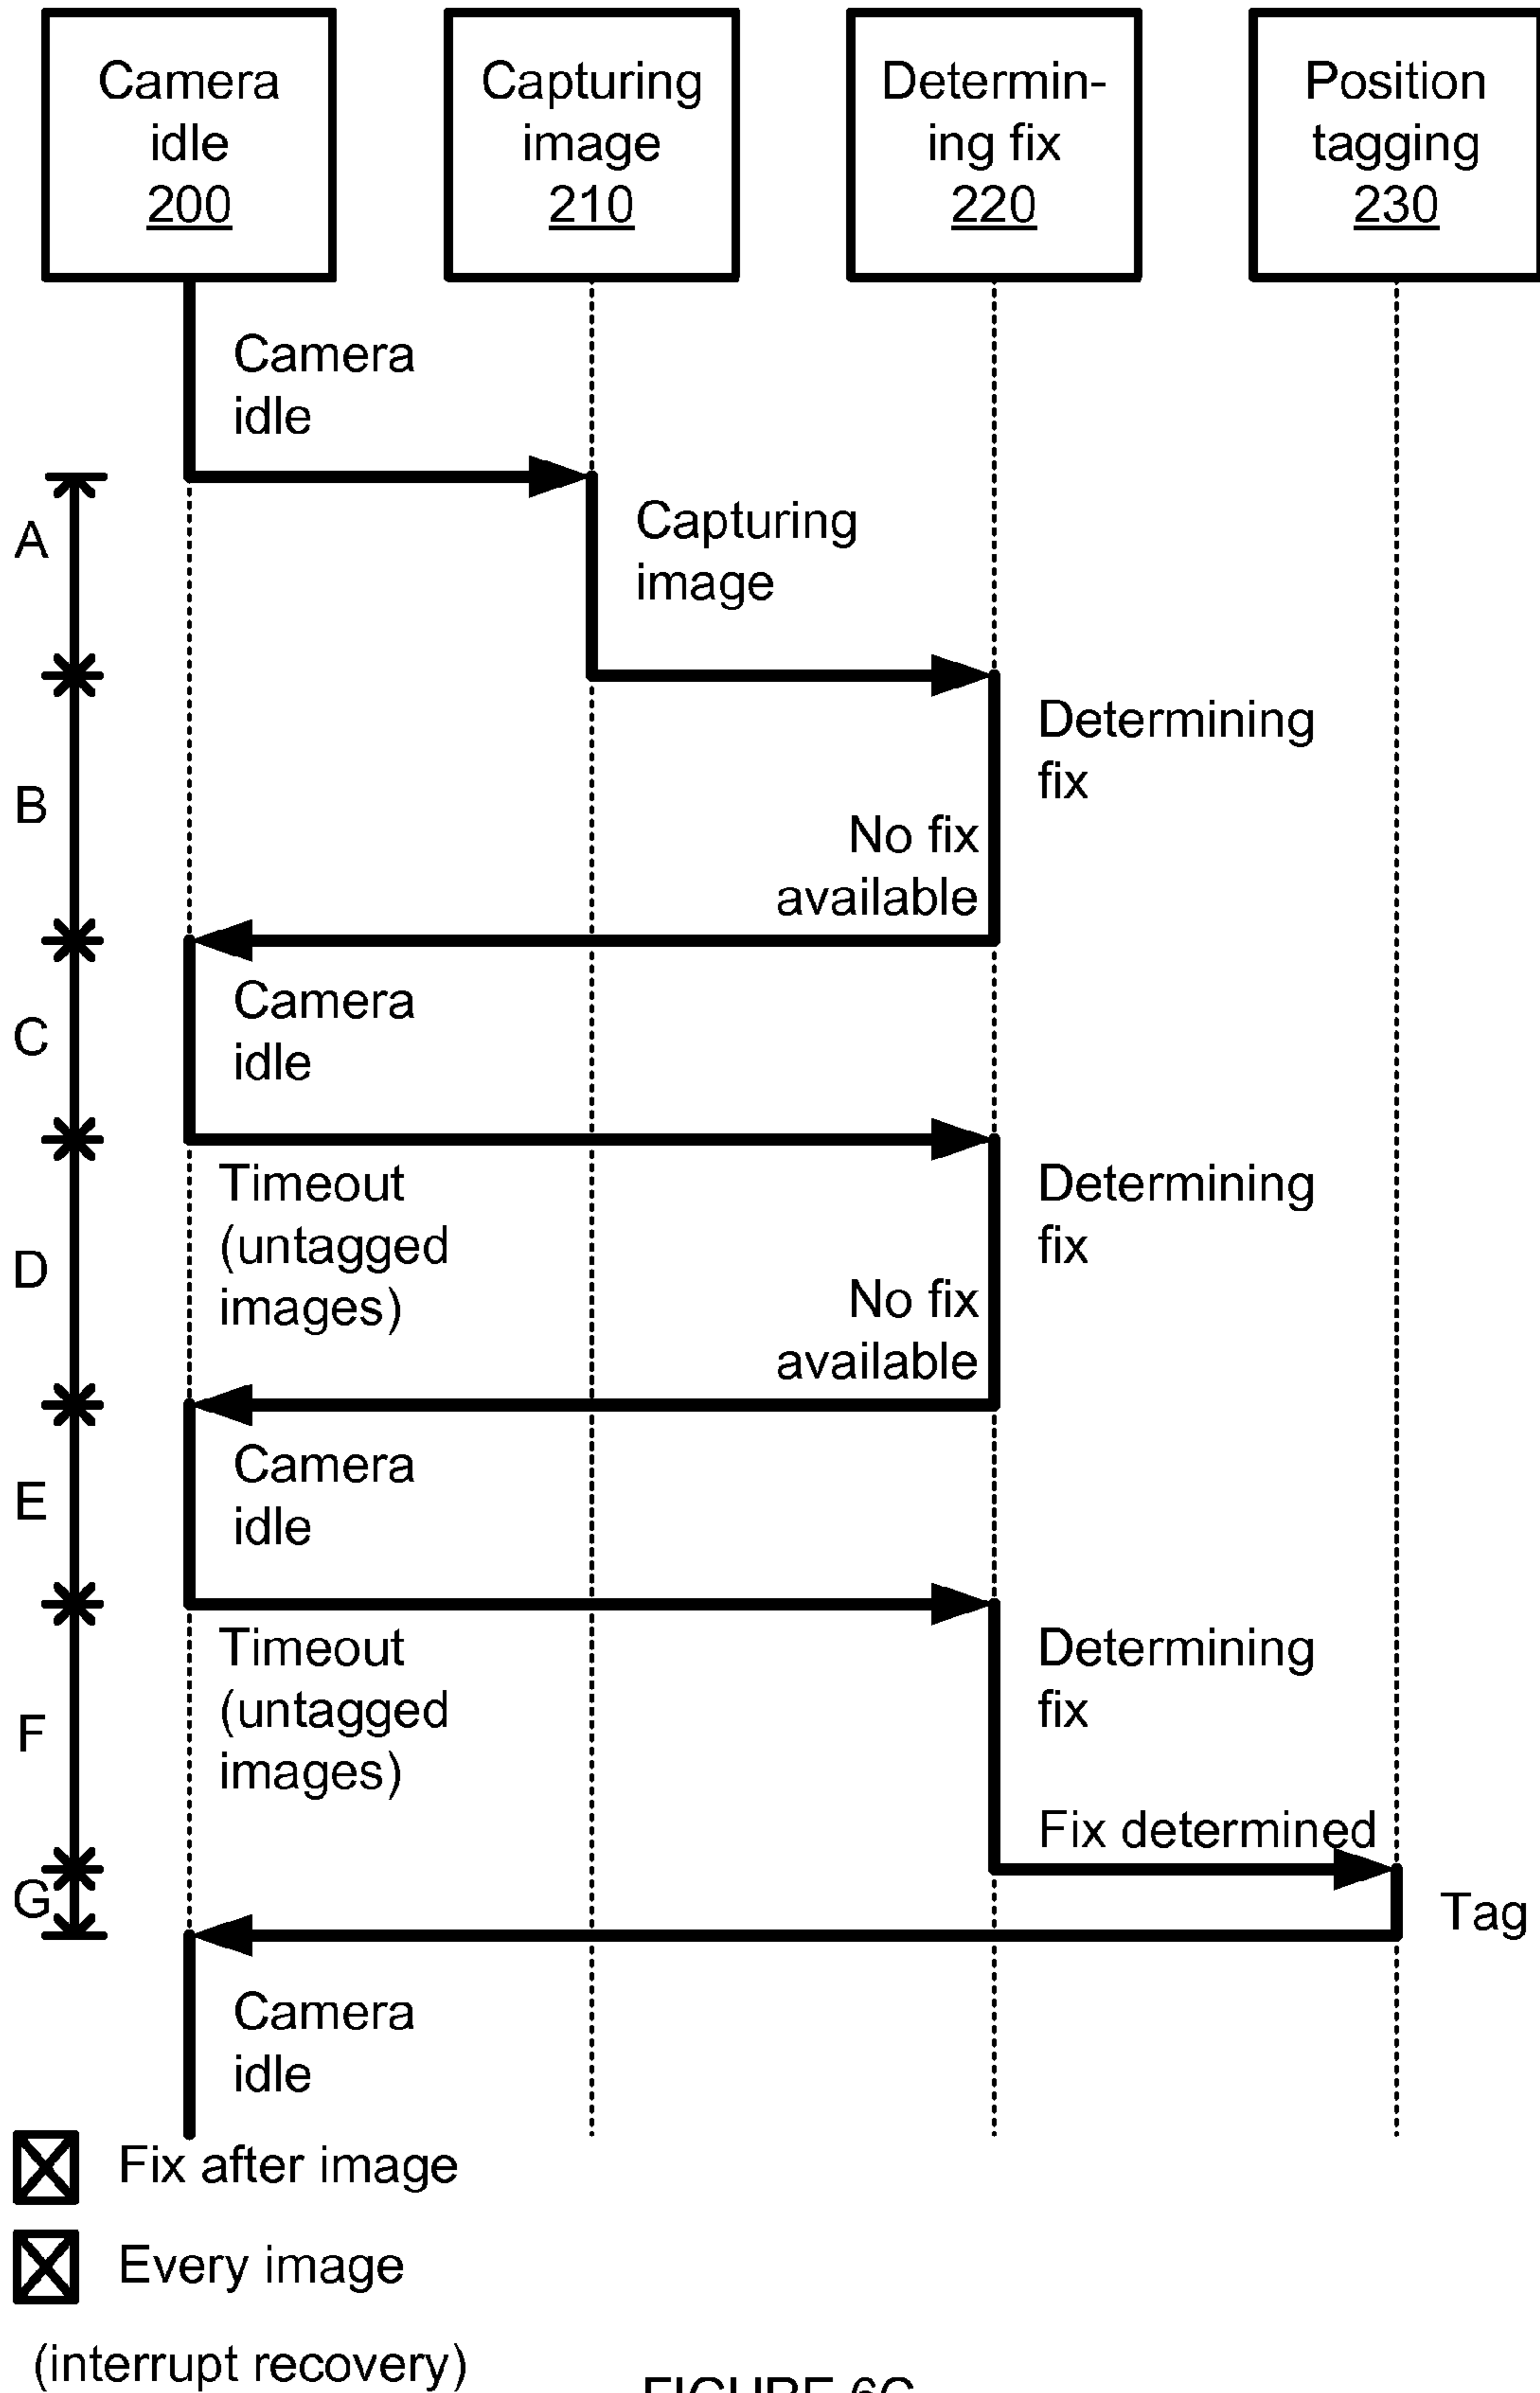 Camera
idle
200
Capturing
image
210
Determin-
ing fix
220
Position
tagging
230
Camera
idle
A
Capturing
image
B
Determining
fix
No fix
available
C
Camera
idle
D
Timeout
(untagged
images)
Determining
fix
No fix
available
E
Camera
idle
F
Timeout
(untagged
images)
Determining
fix
Fix determined
G
Tag
Camera
idle
Fix after image
Every image
(interrupt recovery)
FIGURE 6C